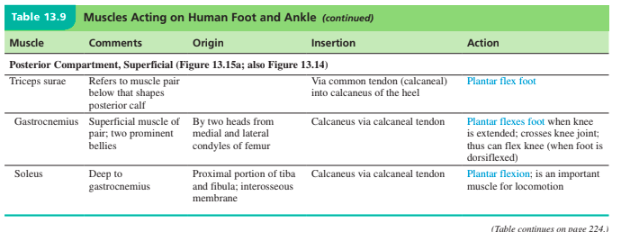 Table 13.9 Muscles Acting on Human Foot and Ankle (continued)
Muscle Comments Origin Insertion Action
Posterior Compartment, Superficial (Figure 13.15a; also Figure 13.14)
Triceps surae Refers to muscle pair Via common tendon (calcaneal) Plantar flex foot
below that shapes into calcaneus of the heel
posterior calf
Gastrocnemius Superficial muscle of By two heads from Calcaneus via calcaneal tendon Plantar flexes foot when knee
pair; two prominent medial and lateral is extended; crosses knee joint;
bellies condyles of femur thus can flex knee (when foot is
dorsiflexed)
Soleus Deep to Proximal portion of tiba Calcaneus via calcaneal tendon Plantar flexion; is an important
gastrocnemius and fibula; interosseous muscle for locomotion
membrane
(Table continues on page 224.)